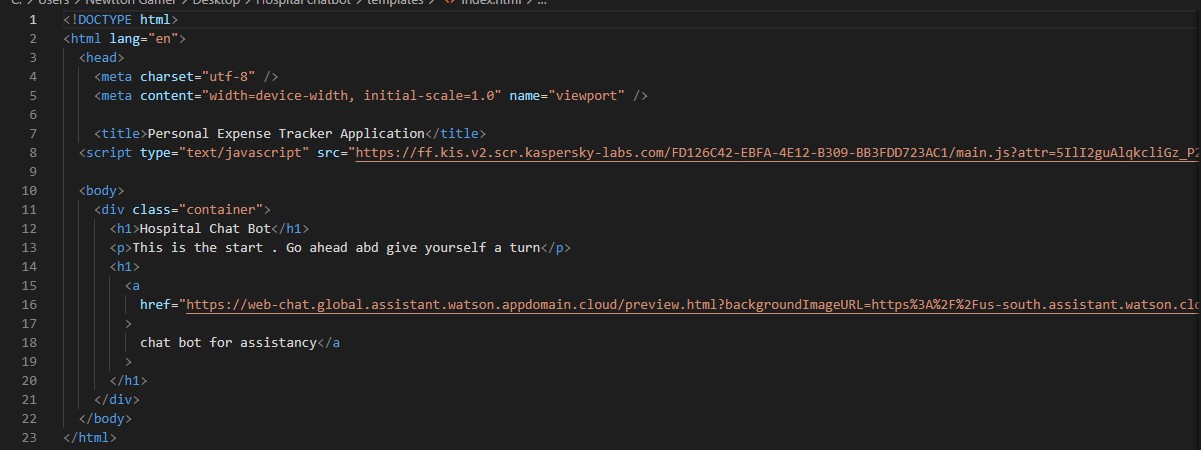 C: > Users > Newtton Gamer > Desktop > Hospital chatbot > templates > <> index.html > ...
1 <!DOCTYPE html>
2 <html lang="en">
3 <head>
4 <meta charset="utf-8" />
5 <meta content="width=device-width, initial-scale=1.0" name="viewport" />
6
7 <title>Personal Expense Tracker Application</title>
8 <script type="text/javascript" src="https://ff.kis.v2.scr.kaspersky-labs.com/FD126C42-EBFA-4E12-B309-BB3FDD723AC1/main.js?attr=5IlI2guAlqkcliGz_P2
9
10 <body>
11 <div class="container">
12 <h1>Hospital Chat Bot</h1>
13 <p>This is the start . Go ahead abd give yourself a turn</p>
14 <h1>
15 <a
16 href="https://web-chat.global.assistant.watson.appdomain.cloud/preview.html?backgroundImageURL=https%3A%2F%2Fus-south.assistant.watson.clo
17 >
18 chat bot for assistancy</a
19 >
20 </h1>
21 </div>
22 </body>
23 </html>